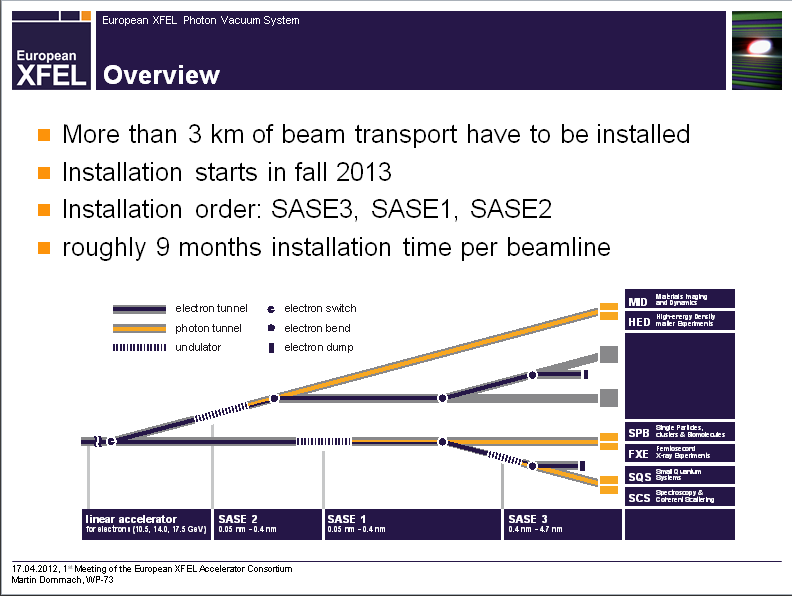 European XFEL Photon Vacuum System
European
XFEL
Overview
More than 3 km of beam transport have to be installed
Installation starts in fall 2013
Installation order: SASE3, SASE1, SASE2
roughly 9 months installation time per beamline
electron tunnel
electron switch
photon tunnel
electron bend
undulator
electron dump
MID Materials Imaging
and Dynamics
HED High-energy Density
matter Experiments
SPB Single Particles,
clusters & Biomolecules
FXE Femtosecond
X-ray Experiments
SQS Small Quantum
Systems
SCS Spectroscopy &
Coherent Scattering
linear accelerator
for electrons (10.5, 14.0, 17.5 GeV)
SASE 2
0.05 nm - 0.4 nm
SASE 1
0.05 nm - 0.4 nm
SASE 3
0.4 nm - 4.7 nm
17.04.2012, 1st Meeting of the European XFEL Accelerator Consortium
Martin Dommach, WP-73